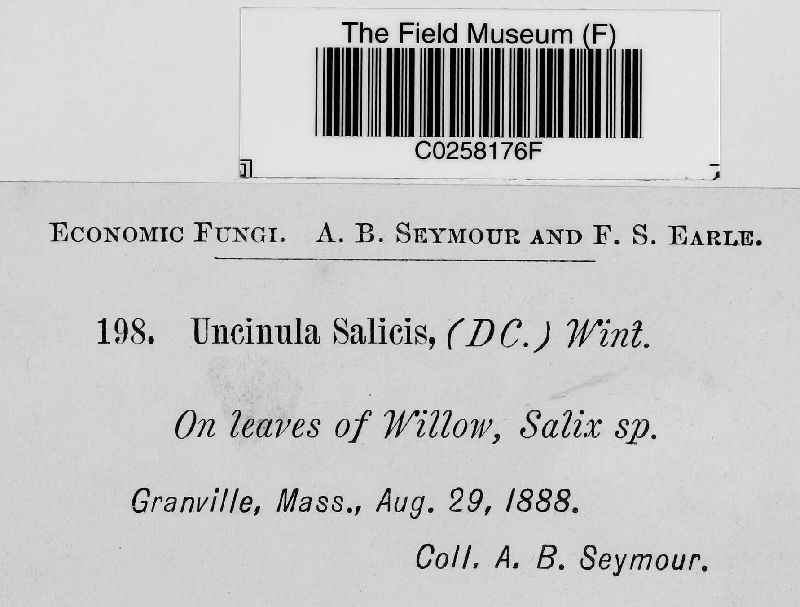 The Field Museum (F)
C0258176F
Economic Fungi. A. B. Seymour and F. S. Earle.
198. Uncinula Salicis, (DC.) Wint.
On leaves of Willow, Salix sp.
Granville, Mass., Aug. 29, 1888.
Coll. A. B. Seymour.